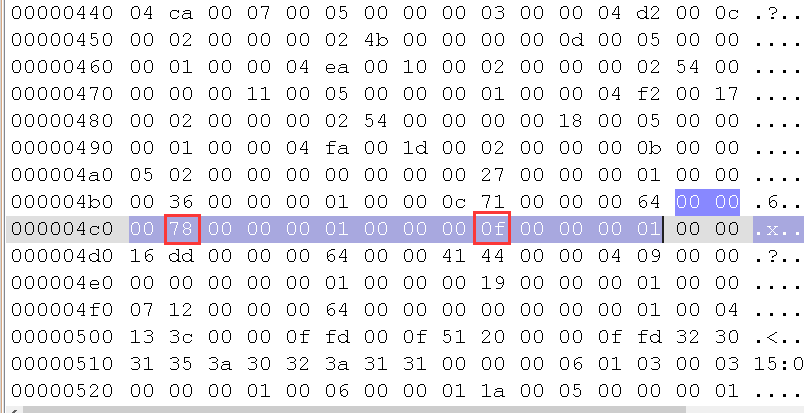 00000440 04 ca 00 07 00 05 00 00 00 03 00 00 04 d2 00 0c .?..
00000450 00 02 00 00 00 02 4b 00 00 00 00 0d 00 05 00 00 ....
00000460 00 01 00 00 04 ea 00 10 00 02 00 00 00 02 54 00 ....
00000470 00 00 00 11 00 05 00 00 00 01 00 00 04 f2 00 17 ....
00000480 00 02 00 00 00 02 54 00 00 00 00 18 00 05 00 00 ....
00000490 00 01 00 00 04 fa 00 1d 00 02 00 00 00 0b 00 00 ....
000004a0 05 02 00 00 00 00 00 00 00 27 00 00 00 01 00 00 ....
000004b0 00 36 00 00 00 01 00 00 0c 71 00 00 00 64 00 00 .6..
000004c0 00 78 00 00 00 01 00 00 00 0f 00 00 00 01 00 00 .x..
000004d0 16 dd 00 00 00 64 00 00 41 44 00 00 04 09 00 00 .?..
000004e0 00 00 00 00 00 01 00 00 00 19 00 00 00 01 00 00 ....
000004f0 07 12 00 00 00 64 00 00 00 00 00 00 00 01 00 04 ....
00000500 13 3c 00 00 0f fd 00 0f 51 20 00 00 0f fd 32 30 .<..
00000510 31 35 3a 30 32 3a 31 31 00 00 00 06 01 03 00 03 15:0
00000520 00 00 00 01 00 06 00 00 01 1a 00 05 00 00 00 01 ....